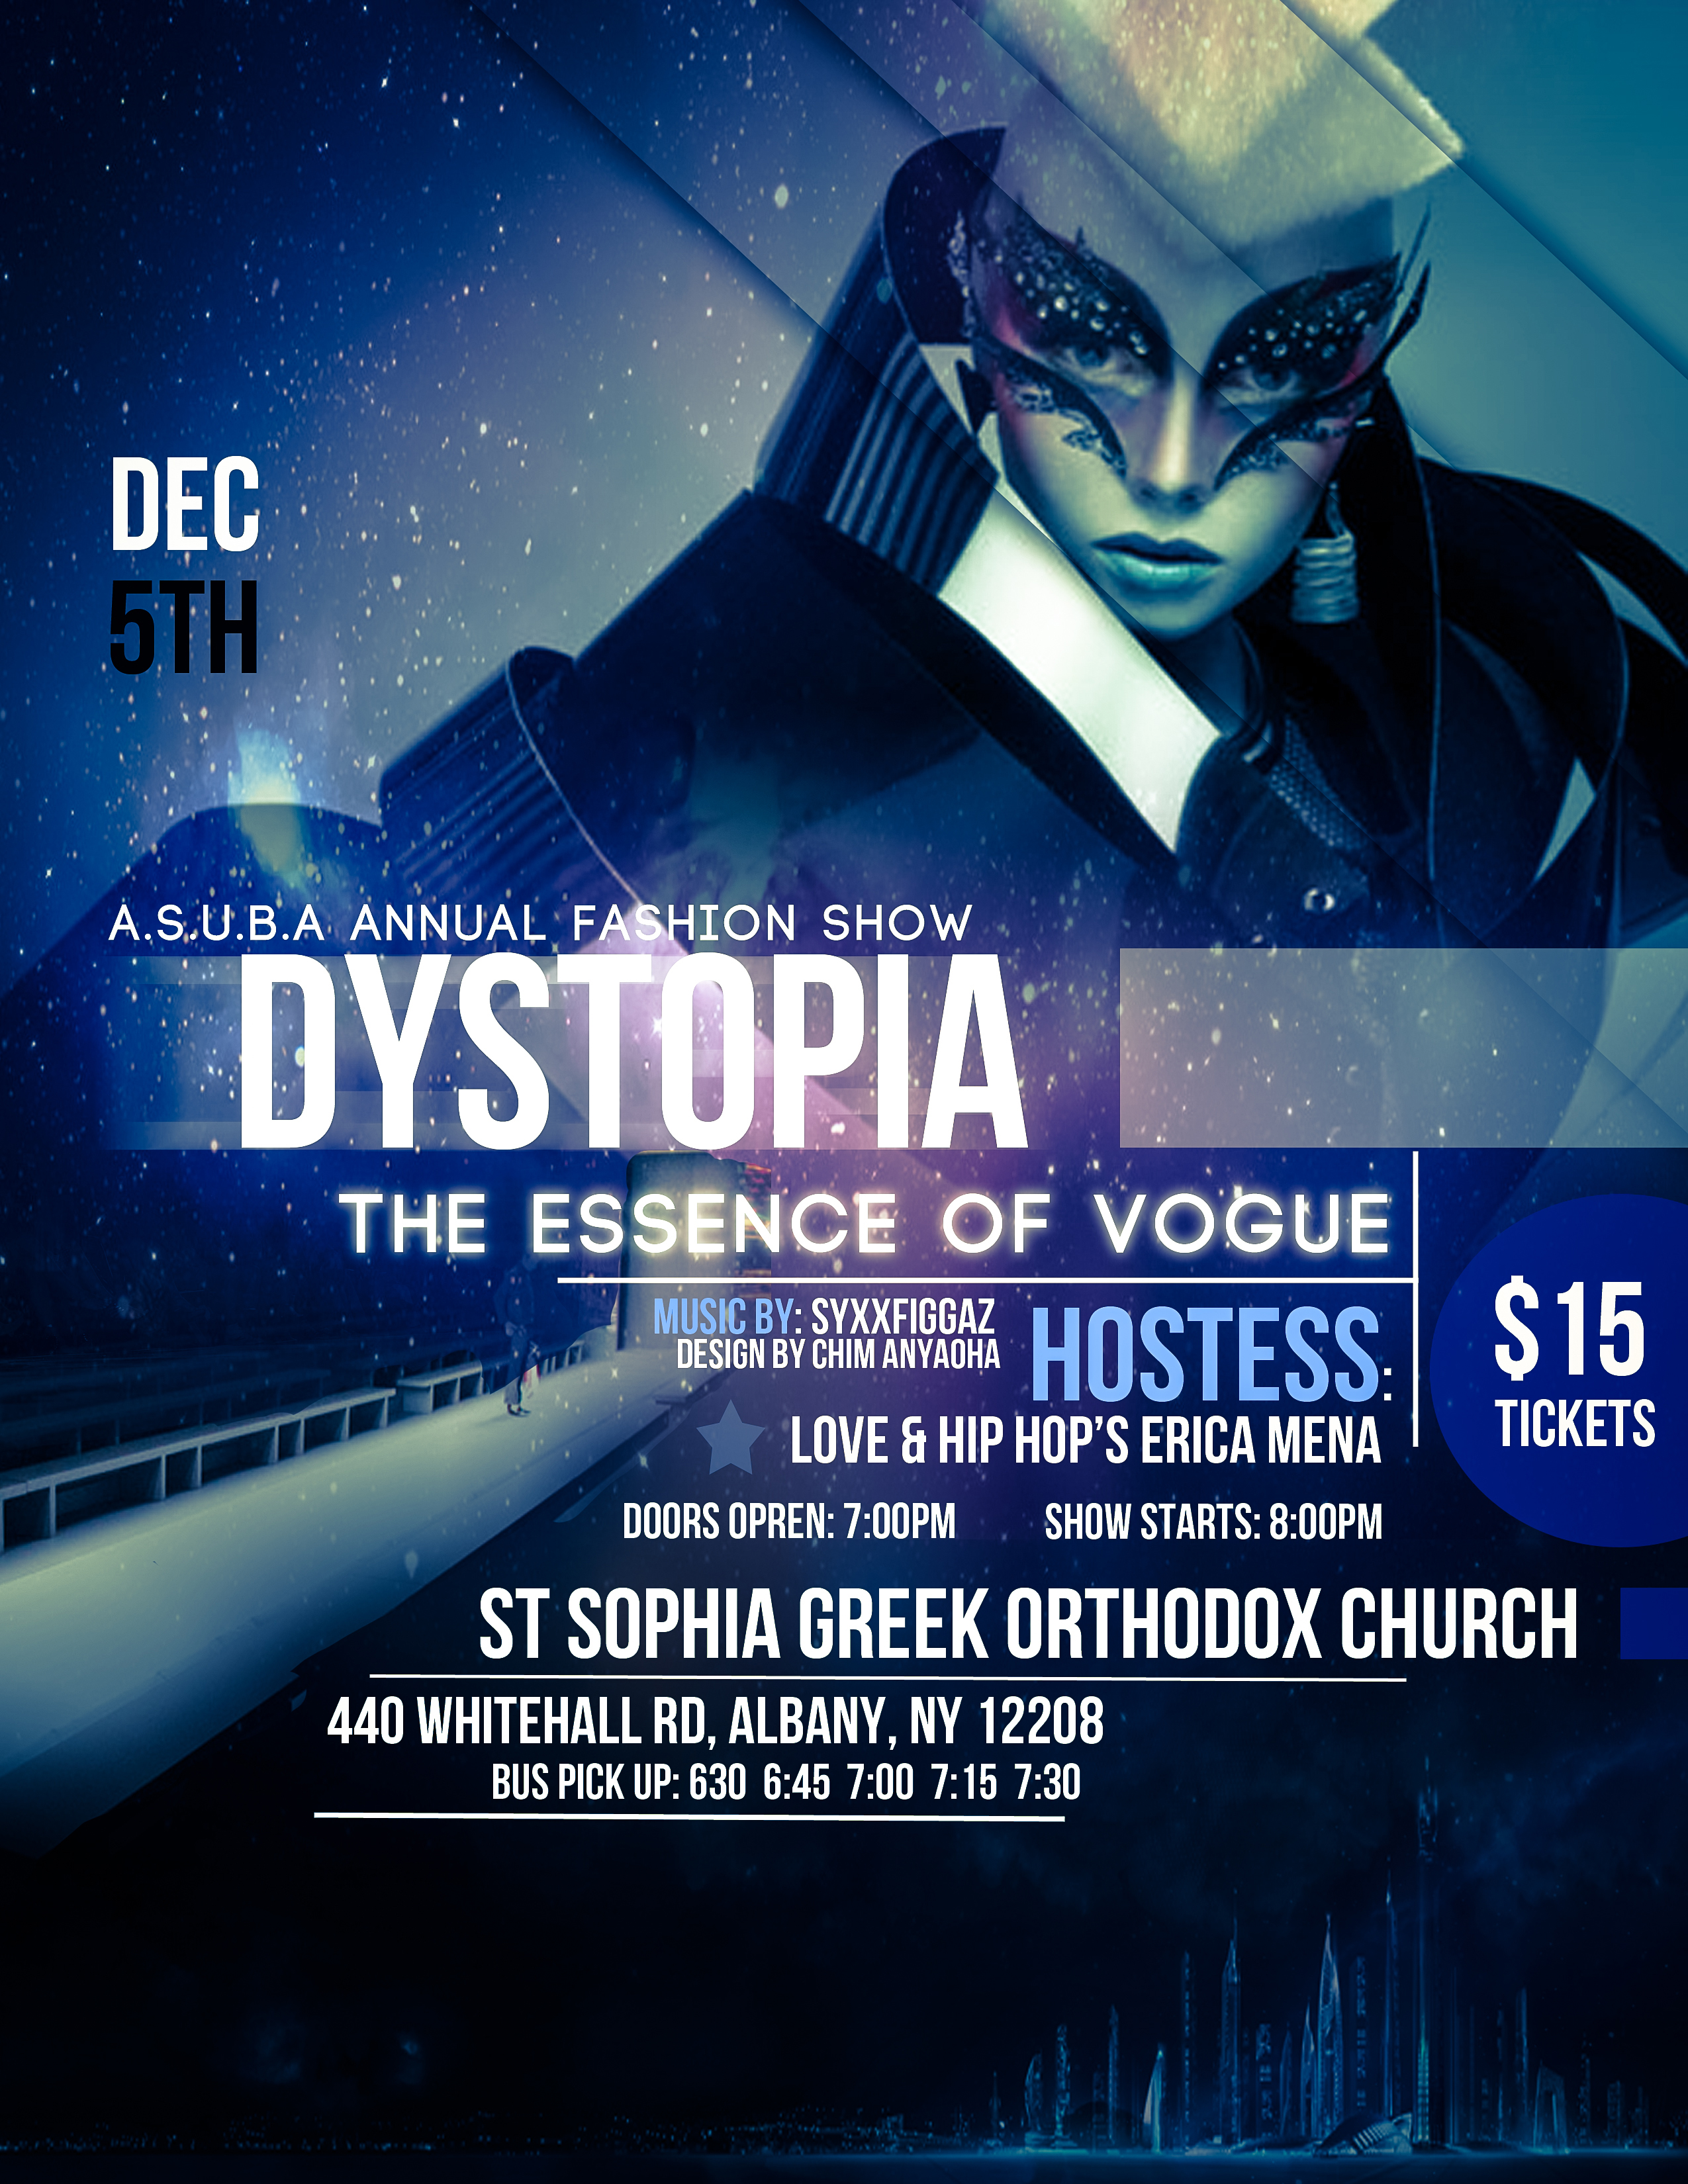 DEC
5TH
A.S.U.B.A ANNUAL FASHION SHOW
DYSTOPIA
THE ESSENCE OF VOGUE
MUSIC BY: SYXXFIGGAZ
DESIGN BY CHIM ANYAOHA
HOSTESS:
LOVE & HIP HOP'S ERICA MENA
$15
TICKETS
DOORS OPREN: 7:00PM SHOW STARTS: 8:00PM
ST SOPHIA GREEK ORTHODOX CHURCH
440 WHITEHALL RD, ALBANY, NY 12208
BUS PICK UP: 630 6:45 7:00 7:15 7:30